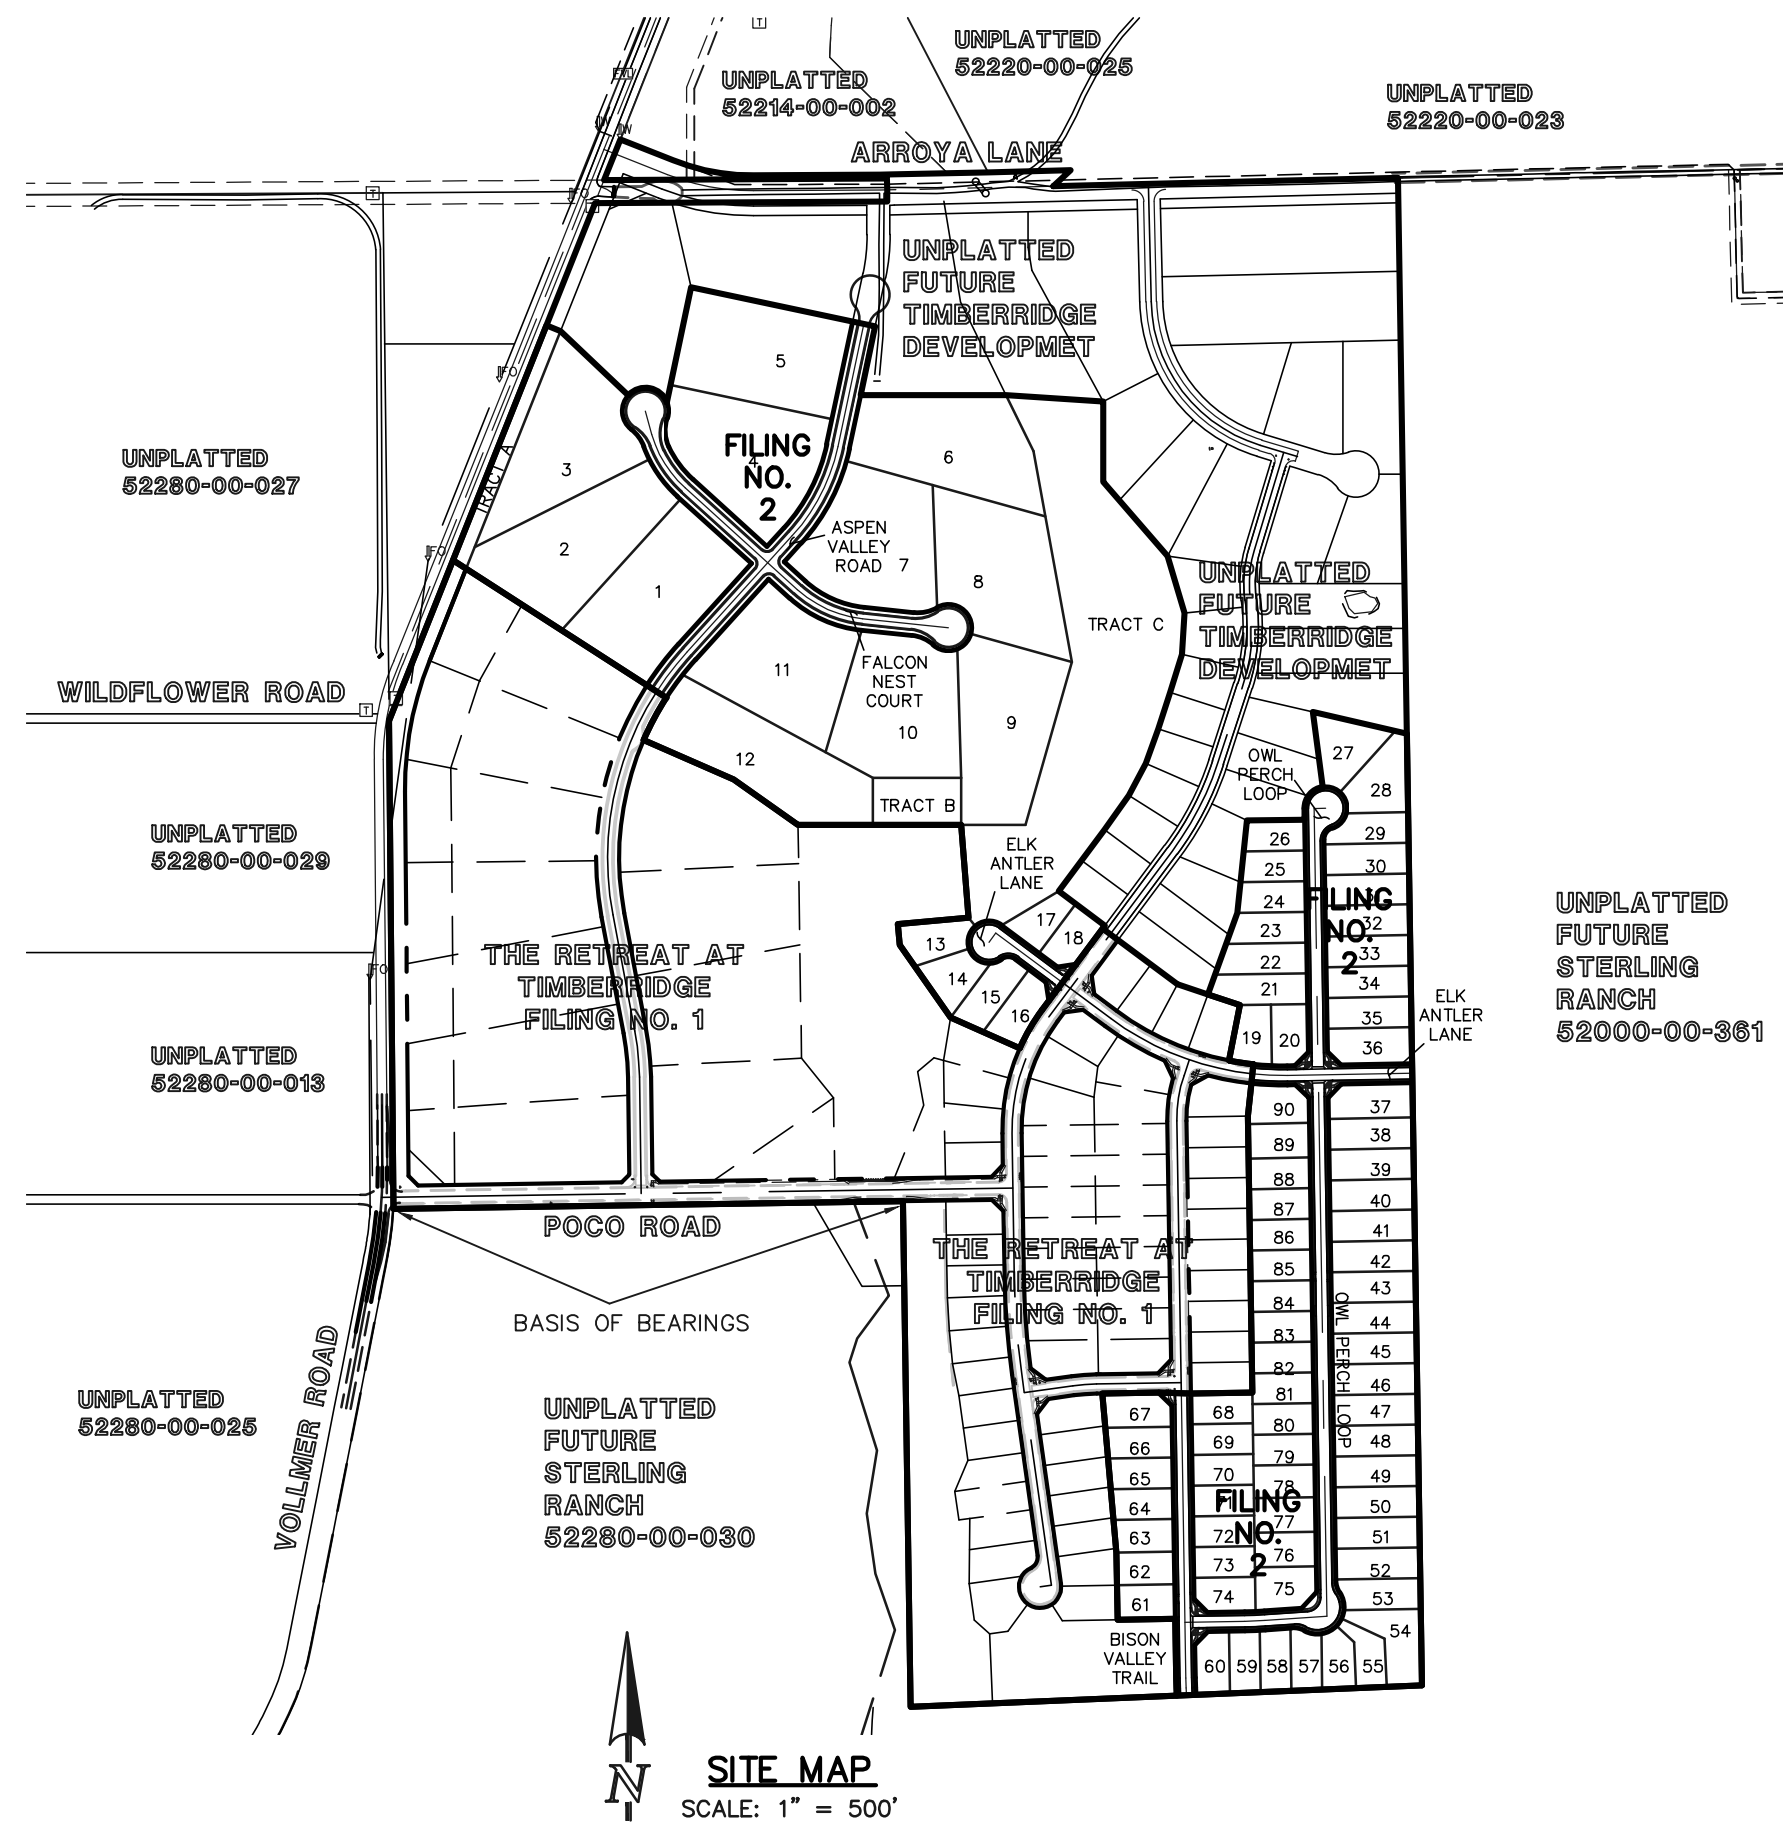 UNPLATTED
52220-00-025
UNPLATTED
52214-00-002
UNPLATTED
52220-00-023
ARROYA LANE
UNPLATTED
FUTURE
TIMBERRIDGE
DEVELOPMET
5
FILING
NO.
2
4
3
2
1
TRACT A
6
ASPEN
VALLEY
ROAD
7
8
UNPLATTED
52280-00-027
TRACT C
UNPLATTED
FUTURE
TIMBERRIDGE
DEVELOPMET
WILDFLOWER ROAD
11
FALCON
NEST
COURT
10
9
12
TRACT B
OWL
PERCH
LOOP
27
28
29
30
26
25
24
23
22
21
FILING
NO.
2
32
33
34
35
36
19
20
UNPLATTED
52280-00-029
ELK
ANTLER
LANE
17
18
13
14
15
16
THE RETREAT AT
TIMBERRIDGE
FILING NO. 1
UNPLATTED
FUTURE
STERLING
RANCH
52000-00-361
ELK
ANTLER
LANE
UNPLATTED
52280-00-013
90
89
88
87
86
85
84
83
82
81
80
79
78
77
76
75
37
38
39
40
41
42
43
44
45
46
47
48
49
50
51
52
53
54
OWL PERCH LOOP
POCO ROAD
BASIS OF BEARINGS
THE RETREAT AT
TIMBERRIDGE
FILING NO. 1
VOLLMER ROAD
UNPLATTED
52280-00-025
UNPLATTED
FUTURE
STERLING
RANCH
52280-00-030
67
66
65
64
63
62
61
68
69
70
71
72
73
74
FILING
NO.
2
BISON
VALLEY
TRAIL
60
59
58
57
56
55
N
SITE MAP
SCALE: 1" = 500'